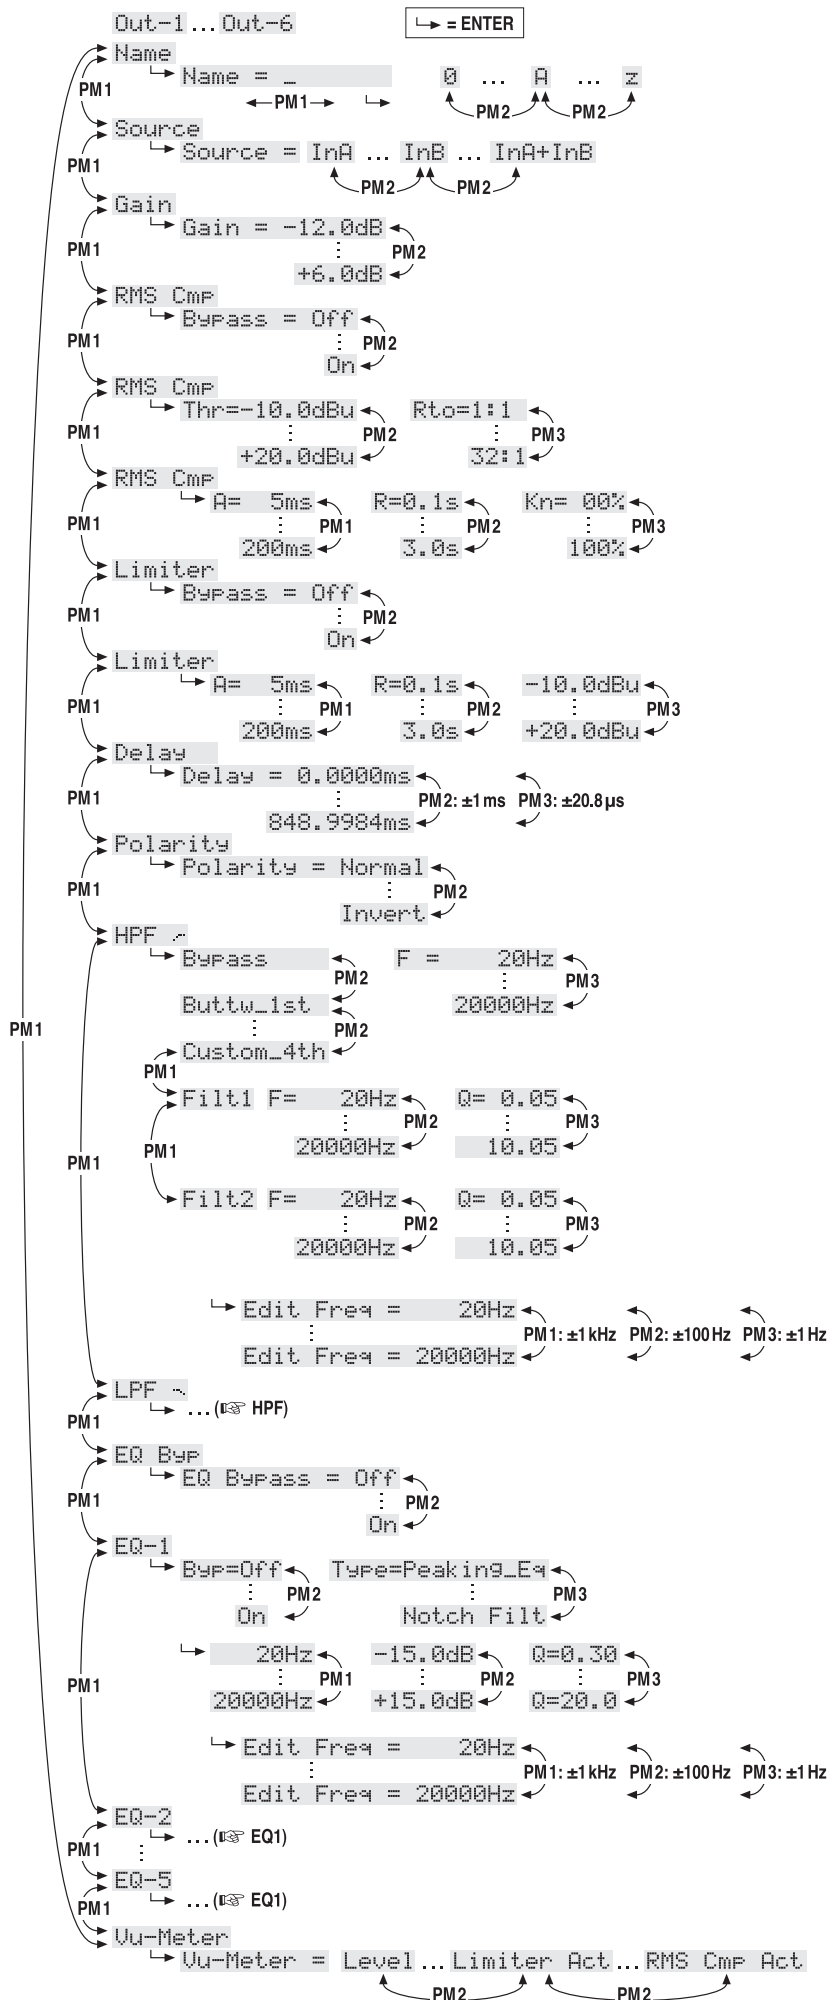 Out-1 ... Out-6
= ENTER
Name
Name = _
0 ... A ... z
PM1
PM1
PM2
PM2
Source
Source = InA ... InB ... InA+InB
PM1
PM2
PM2
Gain
Gain = -12.0dB
PM1
PM2
+6.0dB
RMS Cmp
Bypass = Off
PM1
PM2
On
RMS Cmp
Thr=-10.0dBu
Rto=1:1
PM1
PM2
PM3
+20.0dBu
32:1
RMS Cmp
A= 5ms
R=0.1s
Kn= 00%
PM1
PM1
PM2
PM3
200ms
3.0s
100%
Limiter
Bypass = Off
PM1
PM2
On
Limiter
A= 5ms
R=0.1s
-10.0dBu
PM1
PM1
PM2
PM3
200ms
3.0s
+20.0dBu
Delay
Delay = 0.0000ms
PM1
PM2: ±1 ms
PM3: ±20.8 µs
848.9984ms
Polarity
Polarity = Normal
PM1
PM2
Invert
HPF
Bypass
F = 20Hz
PM2
PM3
Buttw_1st
20000Hz
PM1
PM2
Custom_4th
PM1
Filt1 F= 20Hz
Q= 0.05
PM2
PM3
20000Hz
10.05
PM1
PM1
Filt2 F= 20Hz
Q= 0.05
PM2
PM3
20000Hz
10.05
Edit Freq = 20Hz
PM1: ±1 kHz
PM2: ±100 Hz
PM3: ±1 Hz
Edit Freq = 20000Hz
LPF
... (☞ HPF)
PM1
EQ Byp
EQ Bypass = Off
PM1
PM2
On
EQ-1
Byp=Off
Type=Peaking_Eq
PM2
PM3
On
Notch Filt
20Hz
-15.0dB
Q=0.30
PM1
PM1
PM2
PM3
20000Hz
+15.0dB
Q=20.0
Edit Freq = 20Hz
PM1: ±1 kHz
PM2: ±100 Hz
PM3: ±1 Hz
Edit Freq = 20000Hz
EQ-2
... (☞ EQ1)
PM1
EQ-5
... (☞ EQ1)
PM1
Vu-Meter
Vu-Meter = Level ... Limiter Act ... RMS Cmp Act
PM2
PM2